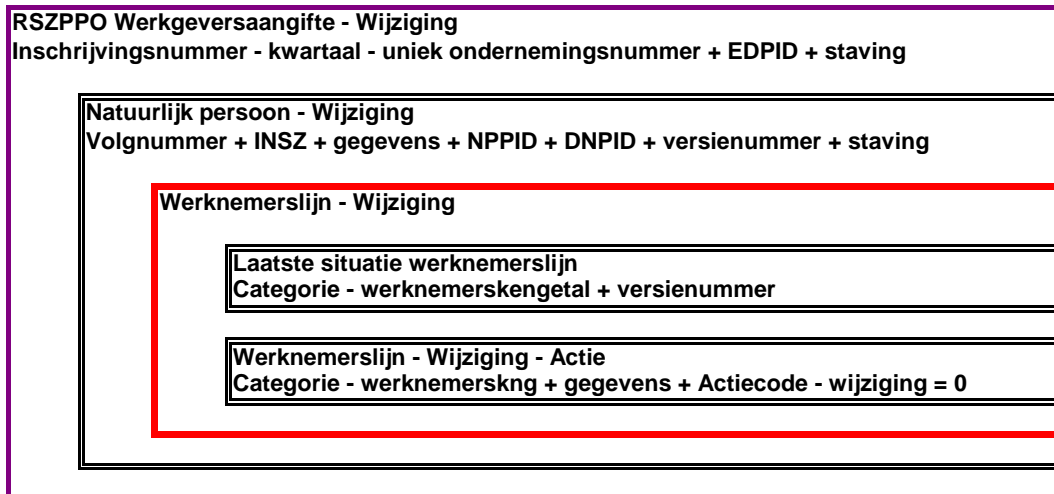 RSZPPO Werkgeversaangifte - Wijziging
Inschrijvingsnummer - kwartaal - uniek ondernemingsnummer + EDPID + staving
Natuurlijk persoon - Wijziging
Volgnummer + INSZ + gegevens + NPPID + DNPID + versienummer + staving
Werknemerslijn - Wijziging
Laatste situatie werknemerslijn
Categorie - werknemerskengetal + versienummer
Werknemerslijn - Wijziging - Actie
Categorie - werknemerskng + gegevens + Actiecode - wijziging = 0